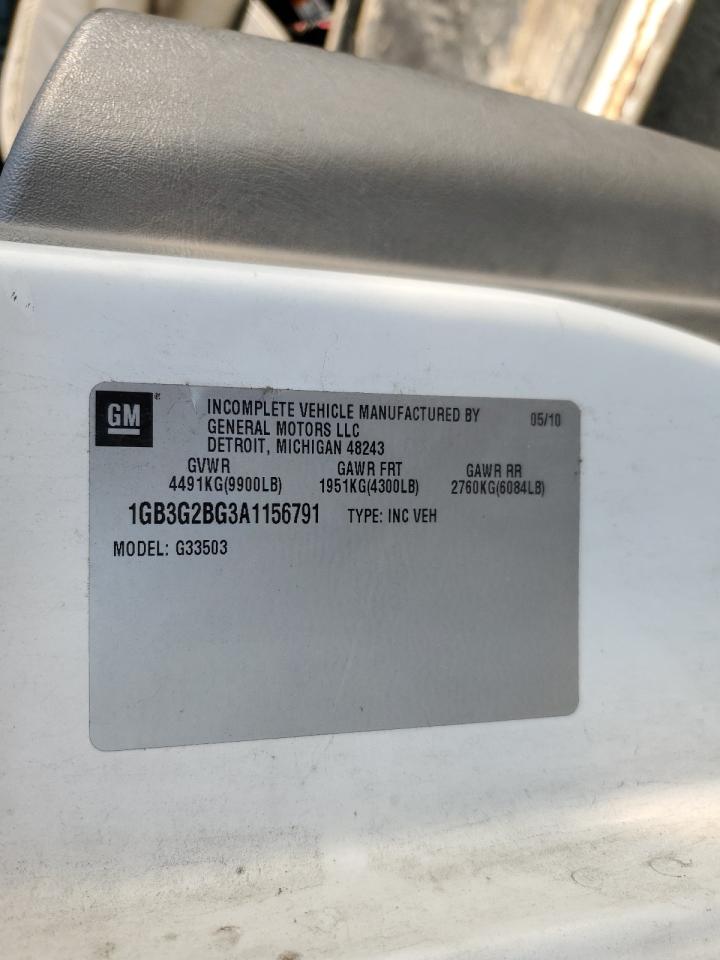 GM ® INCOMPLETE VEHICLE MANUFACTURED BY 05/10
GENERAL MOTORS LLC
DETROIT, MICHIGAN 48243
GVWR GAWR FRT GAWR RR
4491KG(9900LB) 1951KG(4300LB) 2760KG(6084LB)
1GB3G2BG3A1156791 TYPE: INC VEH
MODEL: G33503